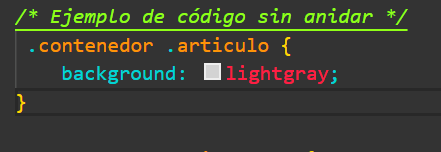 /* Ejemplo de código sin anidar */
.contenedor .articulo {
background: lightgray;
}